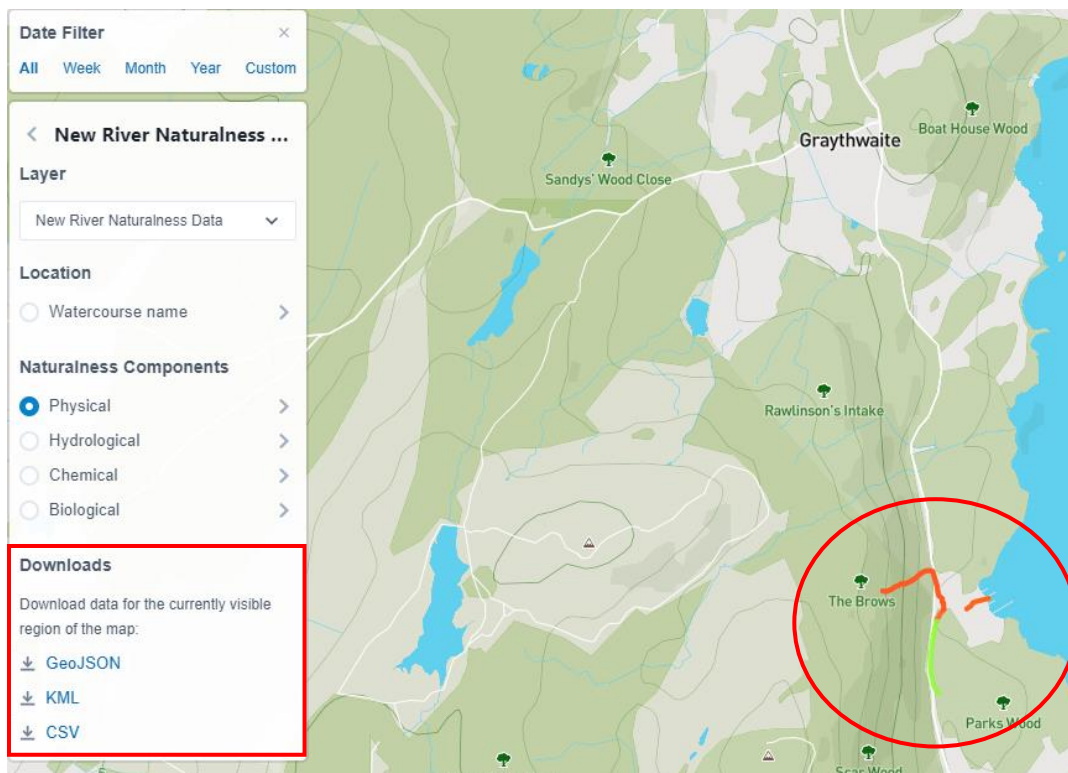 Date Filter
All Week Month Year Custom
New River Naturalness ...
Layer
New River Naturalness Data
Location
Watercourse name
Naturalness Components
Physical
Hydrological
Chemical
Biological
Downloads
Download data for the currently visible
region of the map:
GeoJSON
KML
CSV
Graythwaite
Boat House Wood
Sandys' Wood Close
Rawlinson's Intake
The Brows
Parks Wood
Scar Wood